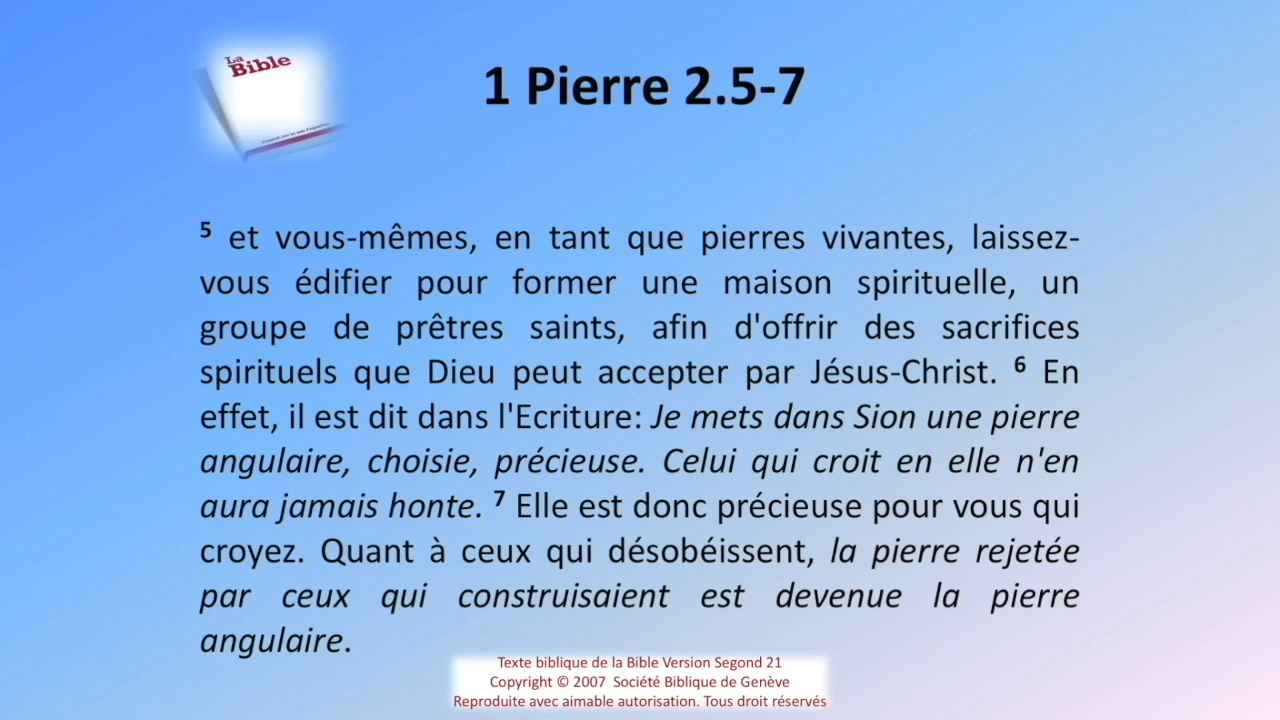 La
Bible
1 Pierre 2.5-7
5 et vous-mêmes, en tant que pierres vivantes, laissez-
vous édifier pour former une maison spirituelle, un
groupe de prêtres saints, afin d'offrir des sacrifices
spirituels que Dieu peut accepter par Jésus-Christ. 6 En
effet, il est dit dans l'Ecriture: Je mets dans Sion une pierre
angulaire, choisie, précieuse. Celui qui croit en elle n'en
aura jamais honte. 7 Elle est donc précieuse pour vous qui
croyez. Quant à ceux qui désobéissent, la pierre rejetée
par ceux qui construisaient est devenue la pierre
angulaire.
Texte biblique de la Bible Version Segond 21
Copyright © 2007 Société Biblique de Genève
Reproduite avec aimable autorisation. Tous droit réservés